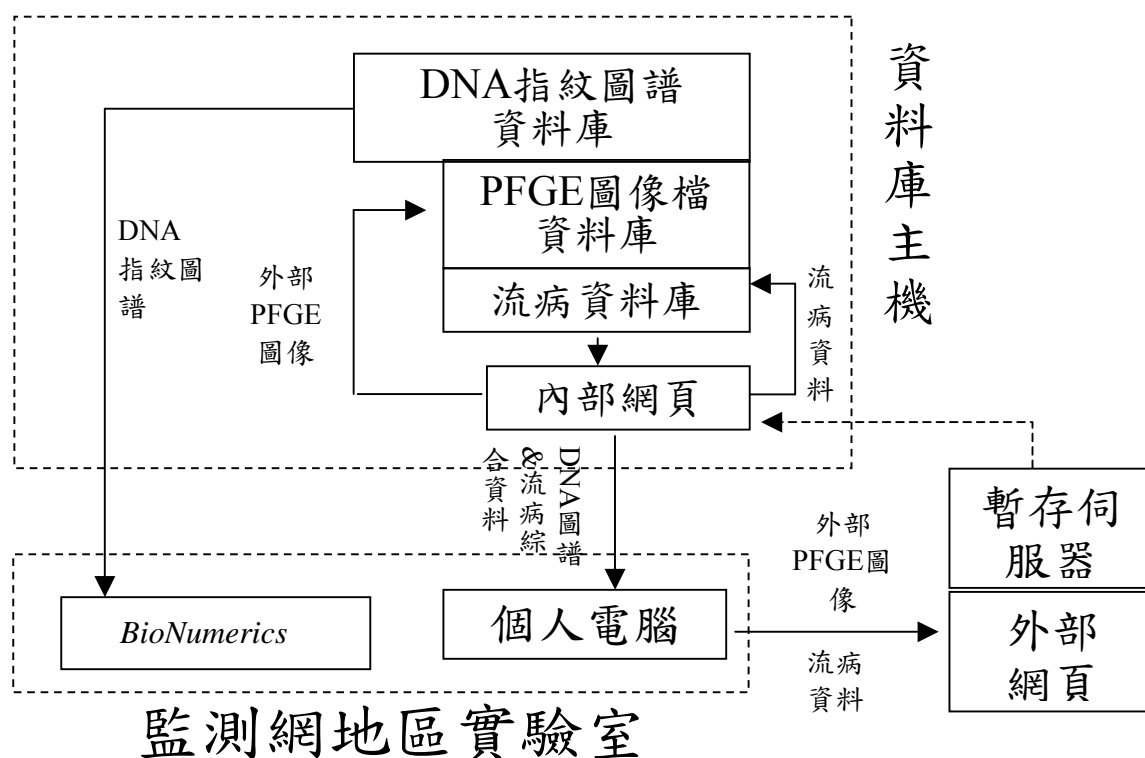 DNA指紋圖譜
資料庫
資料庫主機
PFGE圖像檔
資料庫
DNA
指紋圖
譜
外部
PFGE
圖像
流病資料庫
流病資料
內部網頁
DNA圖譜
&流病綜
合資料
暫存伺
服器
外部
PFGE圖
像
BioNumerics
個人電腦
外部
網頁
流病
資料
監測網地區實驗室